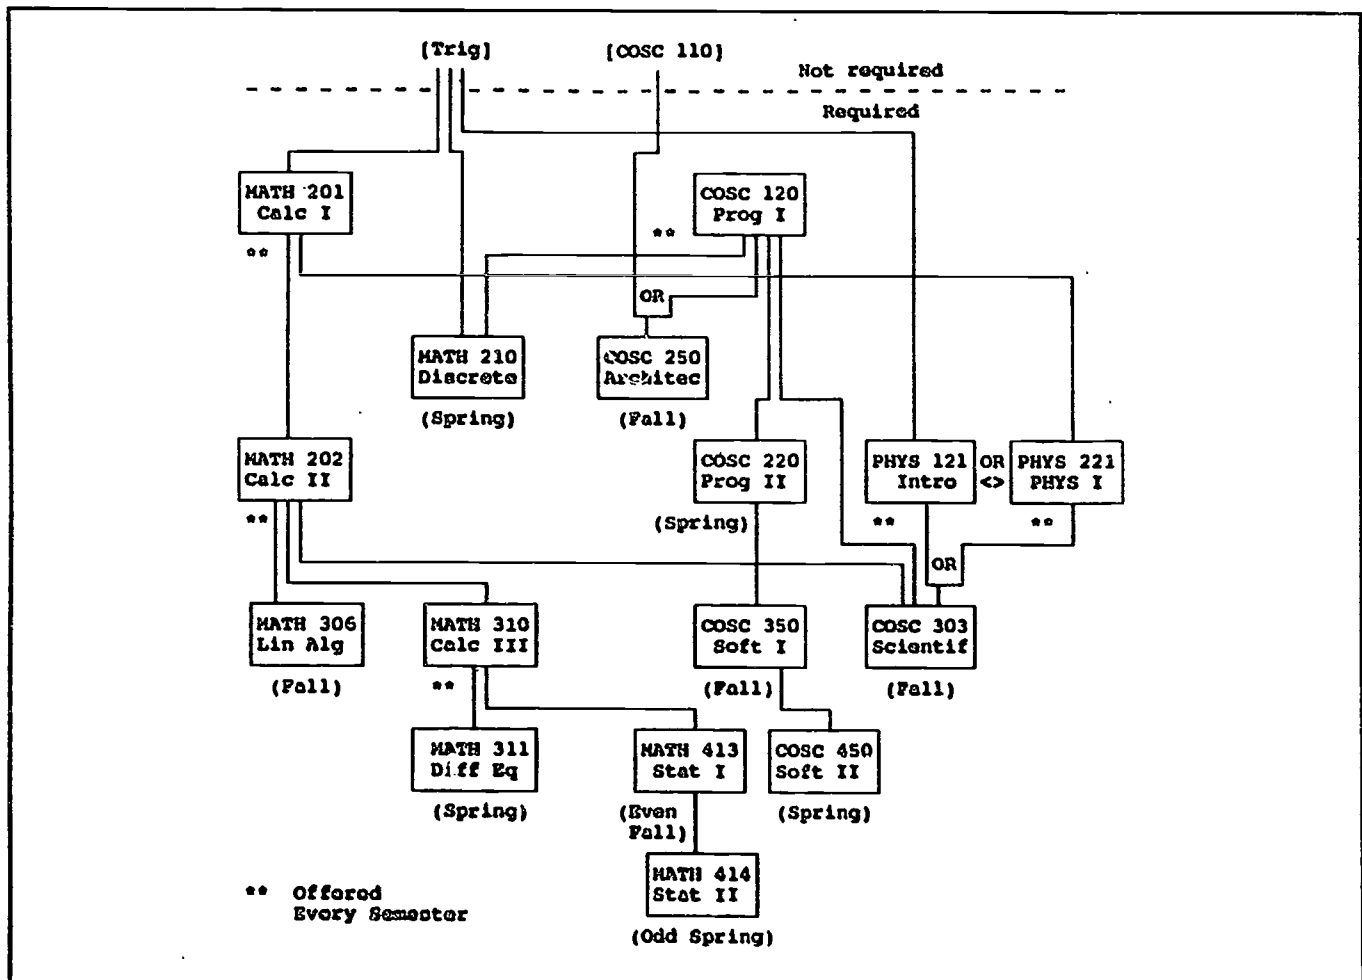 [Trig]
[COSC 110]
Not required
Required
MATH 201
Calc I
**
COSC 120
Prog I
**
OR
MATH 210
Discrete
(Spring)
COSC 250
Architec
(Fall)
MATH 202
Calc II
**
COSC 220
Prog II
(Spring)
PHYS 121
Intro
**
OR
<>
PHYS 221
PHYS I
**
OR
MATH 306
Lin Alg
(Fall)
MATH 310
Calc III
**
COSC 350
Soft I
(Fall)
COSC 303
Scientif
(Fall)
MATH 311
Diff Eq
(Spring)
MATH 413
Stat I
(Even
Fall)
COSC 450
Soft II
(Spring)
MATH 414
Stat II
(Odd Spring)
** Offered
Every Semester